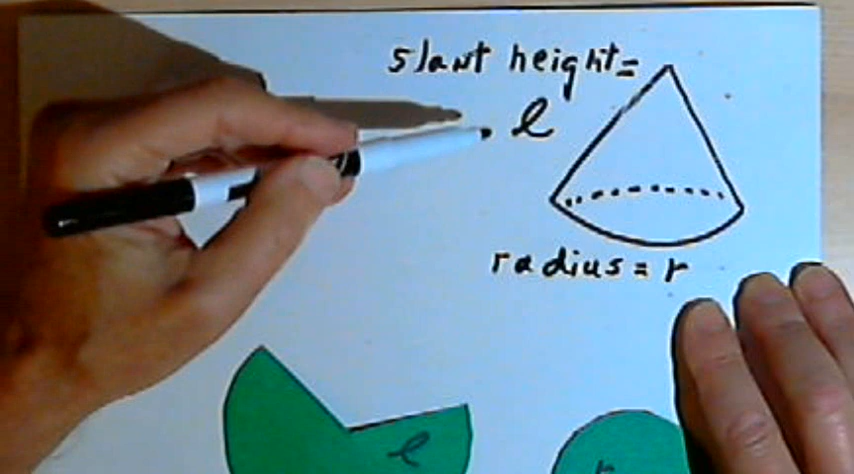 slant height=
l
radius = r
l
r